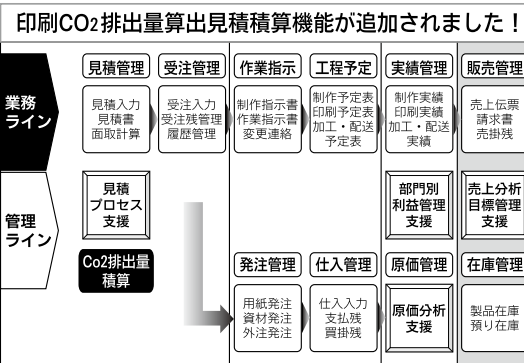 印刷CO2排出量算出見積積算機能が追加されました！
見積管理
受注管理
作業指示
工程予定
実績管理
販売管理
業務
ライン
見積入力
見積書
面取計算
受注入力
受注残管理
履歴管理
制作指示書
作業指示書
変更連絡
制作予定表
印刷予定表
加工・配送
予定表
制作実績
印刷実績
加工・配送
実績
売上伝票
請求書
売掛残
管理
ライン
見積
プロセス
支援
部門別
利益管理
支援
売上分析
目標管理
支援
Co2排出量
積算
発注管理
仕入管理
原価管理
在庫管理
用紙発注
資材発注
外注発注
仕入入力
支払残
買掛残
原価分析
支援
製品在庫
預り在庫